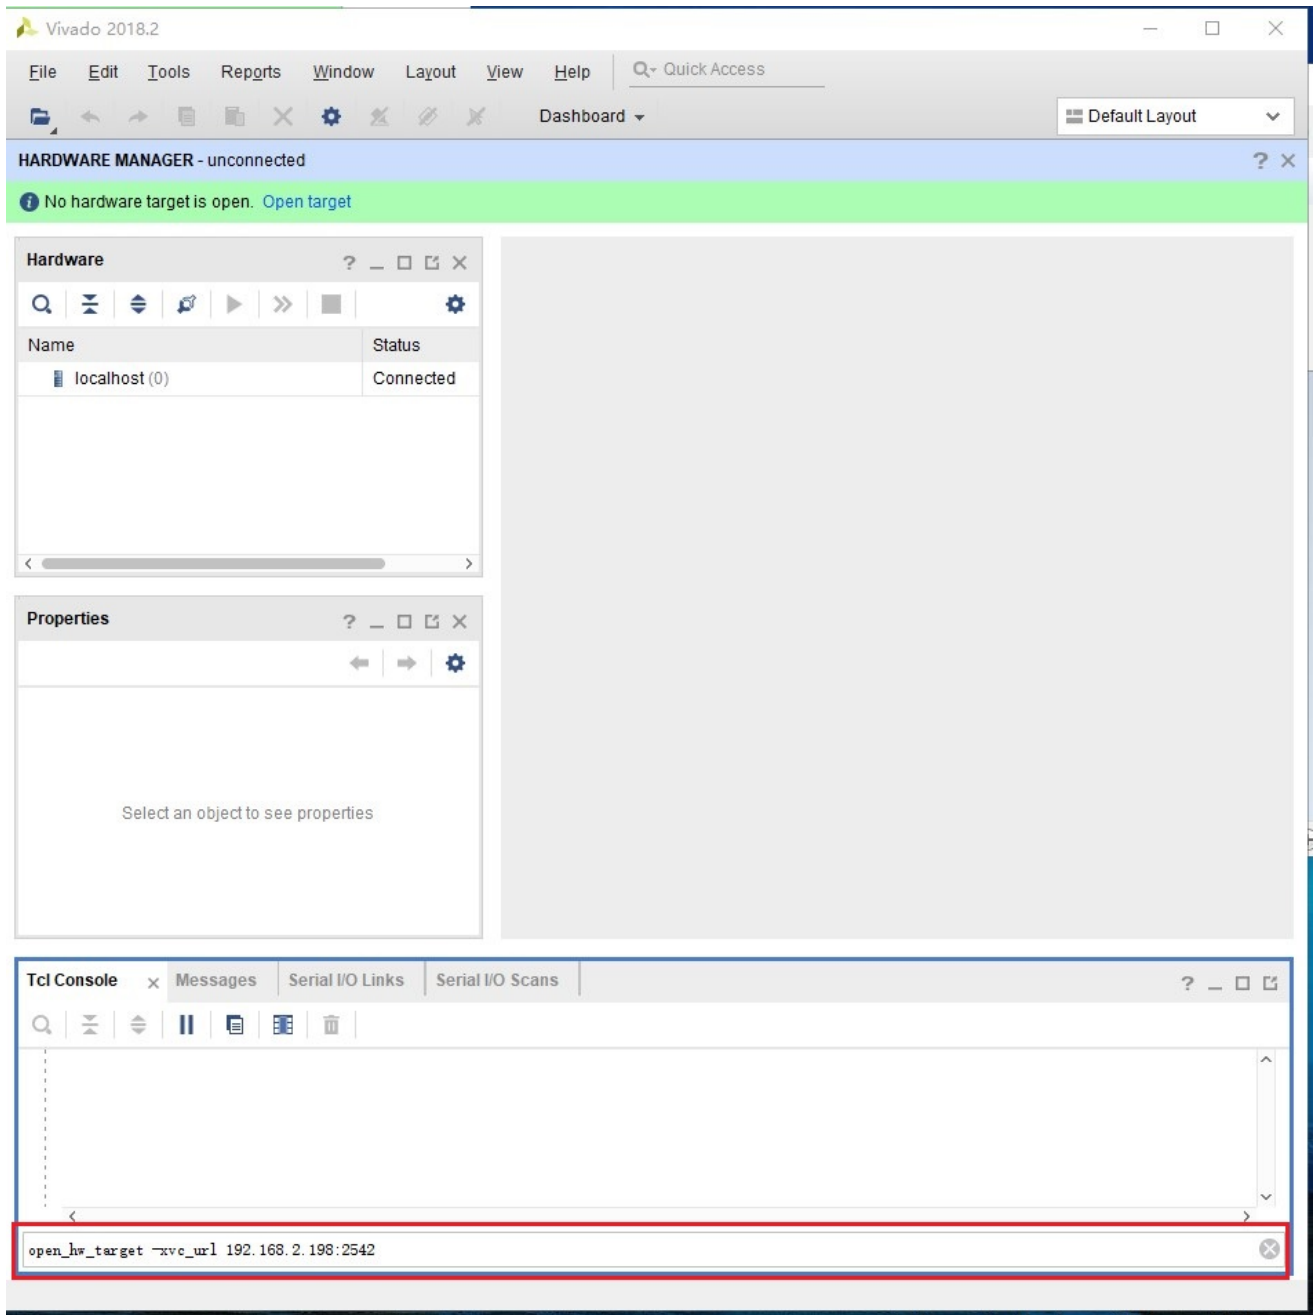 Vivado 2018.2
File Edit Tools Reports Window Layout View Help Quick Access
Dashboard Default Layout
HARDWARE MANAGER - unconnected ?
No hardware target is open. Open target
Hardware ?
Name Status
localhost (0) Connected
Properties ?
Select an object to see properties
Tcl Console Messages Serial I/O Links Serial I/O Scans ?
open_hw_target -xvc_url 192.168.2.198:2542